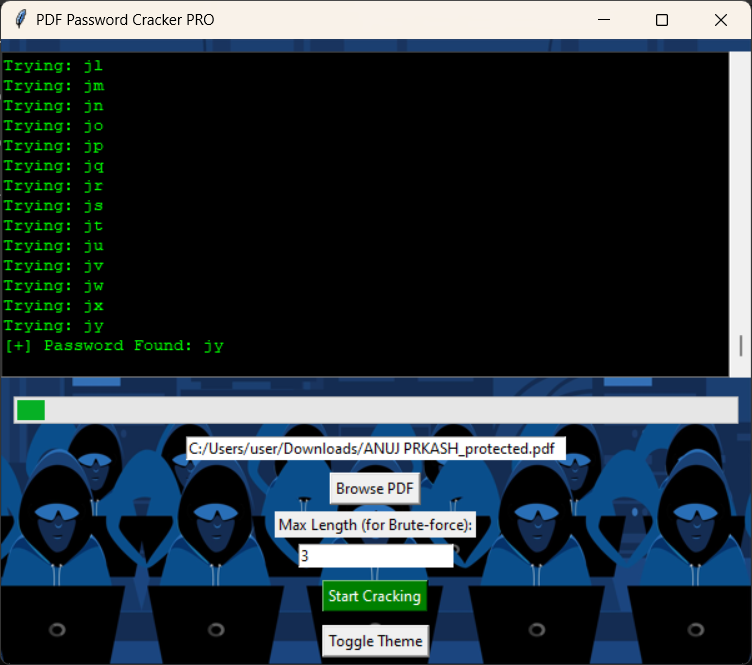 PDF Password Cracker PRO
Trying: jl
Trying: jm
Trying: jn
Trying: jo
Trying: jp
Trying: jq
Trying: jr
Trying: js
Trying: jt
Trying: ju
Trying: jv
Trying: jw
Trying: jx
Trying: jy
[+] Password Found: jy
C:/Users/user/Downloads/ANUJ PRKASH_protected.pdf
Browse PDF
Max Length (for Brute-force):
3
Start Cracking
Toggle Theme